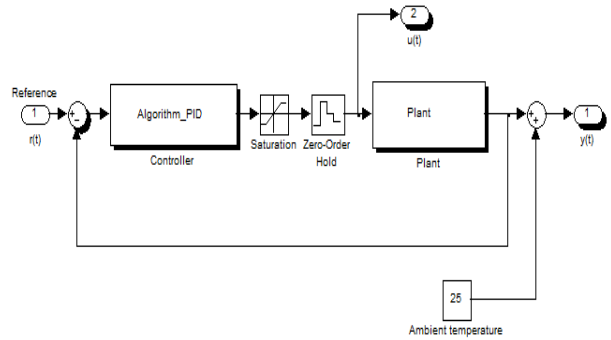 2
u(t)
Reference
1
r(t)
+
−
Algorithm_PID
Controller
Saturation
Zero-Order
Hold
Plant
Plant
+
+
1
y(t)
25
Ambient temperature